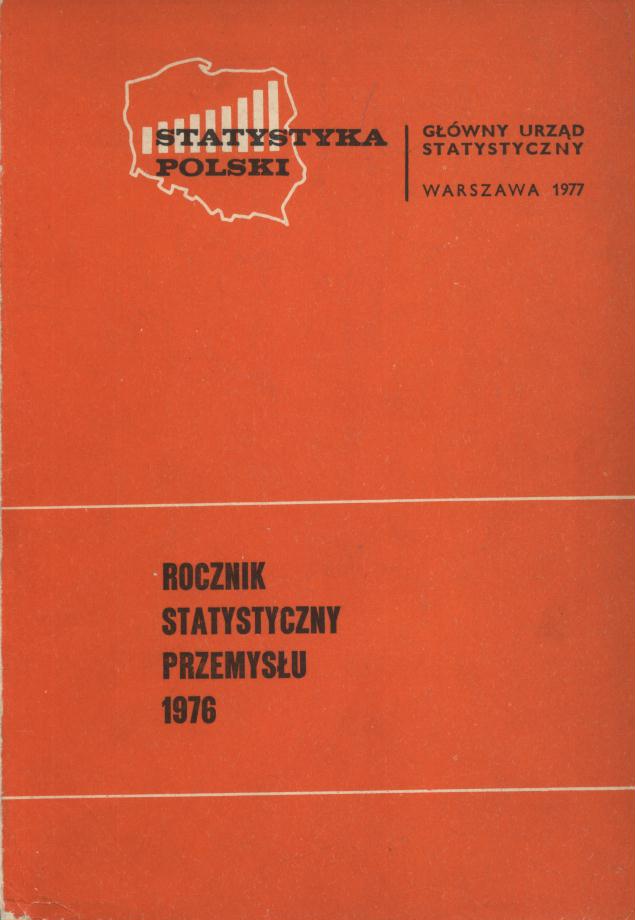 STATYSTYKA
POLSKI
GŁÓWNY URZĄD
STATYSTYCZNY
WARSZAWA 1977
ROCZNIK
STATYSTYCZNY
PRZEMYSŁU
1976